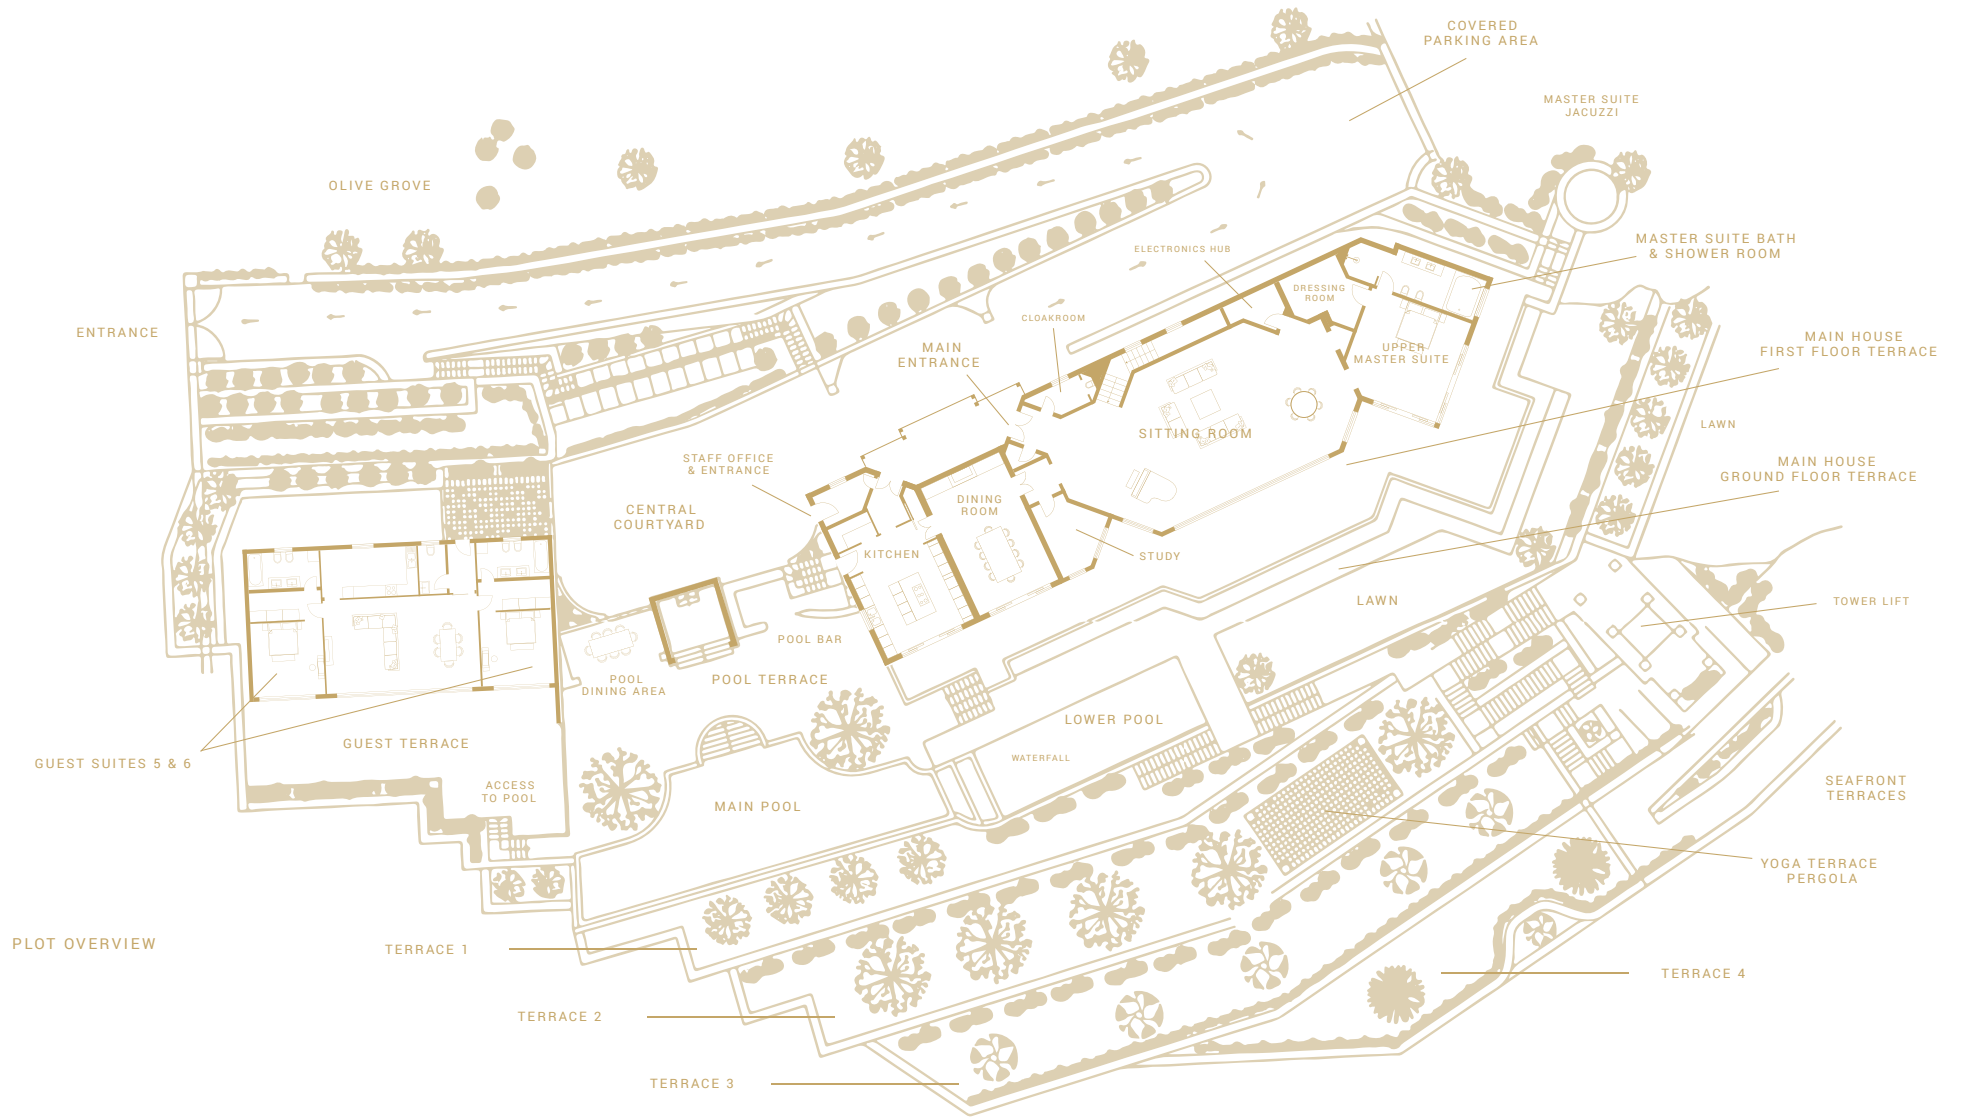 COVERED
PARKING AREA
MASTER SUITE
JACUZZI
OLIVE GROVE
ELECTRONICS HUB
MASTER SUITE BATH
& SHOWER ROOM
DRESSING
ROOM
ENTRANCE
CLOAKROOM
MAIN
ENTRANCE
UPPER
MASTER SUITE
MAIN HOUSE
FIRST FLOOR TERRACE
SITTING ROOM
LAWN
STAFF OFFICE
& ENTRANCE
MAIN HOUSE
GROUND FLOOR TERRACE
CENTRAL
COURTYARD
DINING
ROOM
KITCHEN
STUDY
LAWN
TOWER LIFT
POOL BAR
POOL
DINING AREA
POOL TERRACE
LOWER POOL
GUEST TERRACE
GUEST SUITES 5 & 6
WATERFALL
ACCESS
TO POOL
MAIN POOL
SEAFRONT
TERRACES
YOGA TERRACE
PERGOLA
PLOT OVERVIEW
TERRACE 1
TERRACE 4
TERRACE 2
TERRACE 3